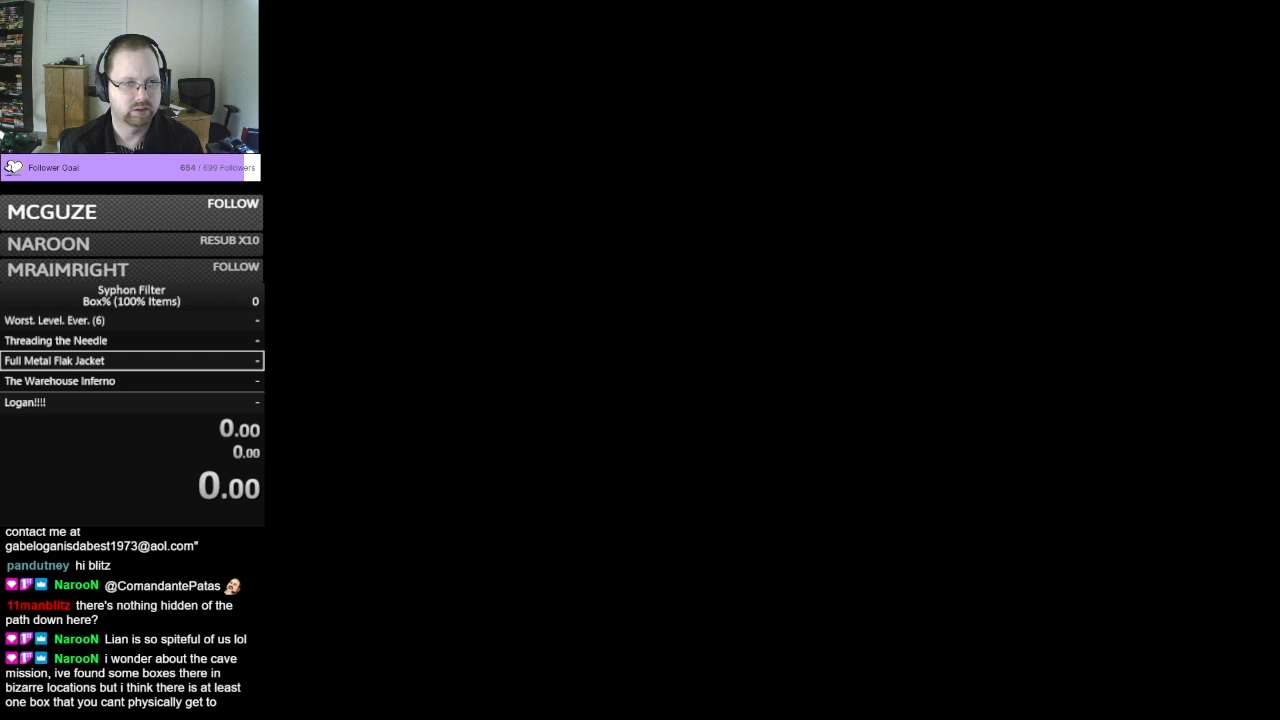 Follower Goal 654 / 699 Followers
MCGUZE FOLLOW
NAROON RESUB X10
MRAIMRIGHT FOLLOW
Syphon Filter
Box% (100% Items) 0
Worst. Level. Ever. (6) -
Threading the Needle -
Full Metal Flak Jacket -
The Warehouse Inferno -
Logan!!!! -
0.00
0.00
0.00
contact me at
gabeloganisdabest1973@aol.com"
pandutney hi blitz
NarooN @ComandantePatas
11manblitz there's nothing hidden of the
path down here?
NarooN Lian is so spiteful of us lol
NarooN i wonder about the cave
mission, ive found some boxes there in
bizarre locations but i think there is at least
one box that you cant physically get to